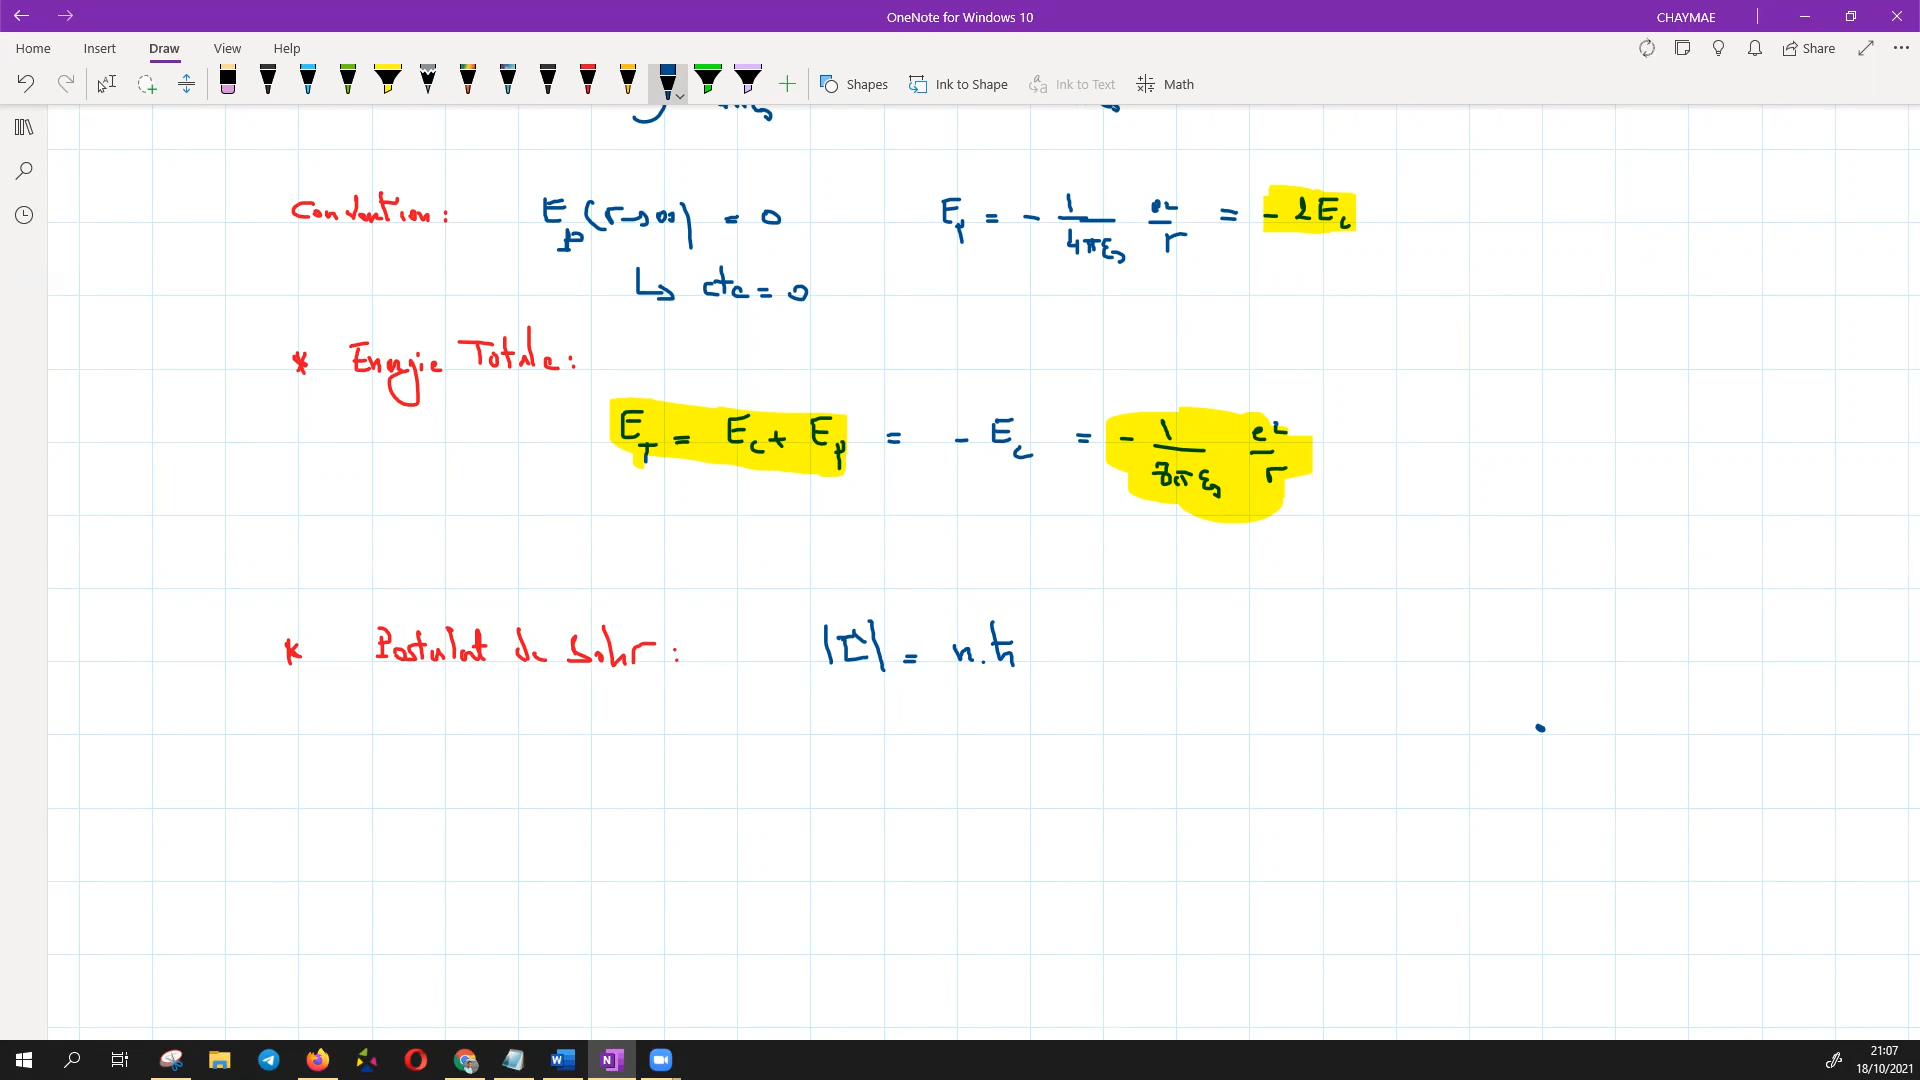 OneNote for Windows 10
CHAYMAE
Home Insert Draw View Help
Share
Shapes Ink to Shape Ink to Text Math
Convention : Ep (r→∞) = 0 Ep = - 1/4πε₀ e²/r = - 2Ec
↳ cte = 0
* Energie Totale :
ET = Ec + Ep = - Ec = - 1/8πε₀ e²/r
* Postulat de Bohr : |L| = n.ħ
21:07
18/10/2021